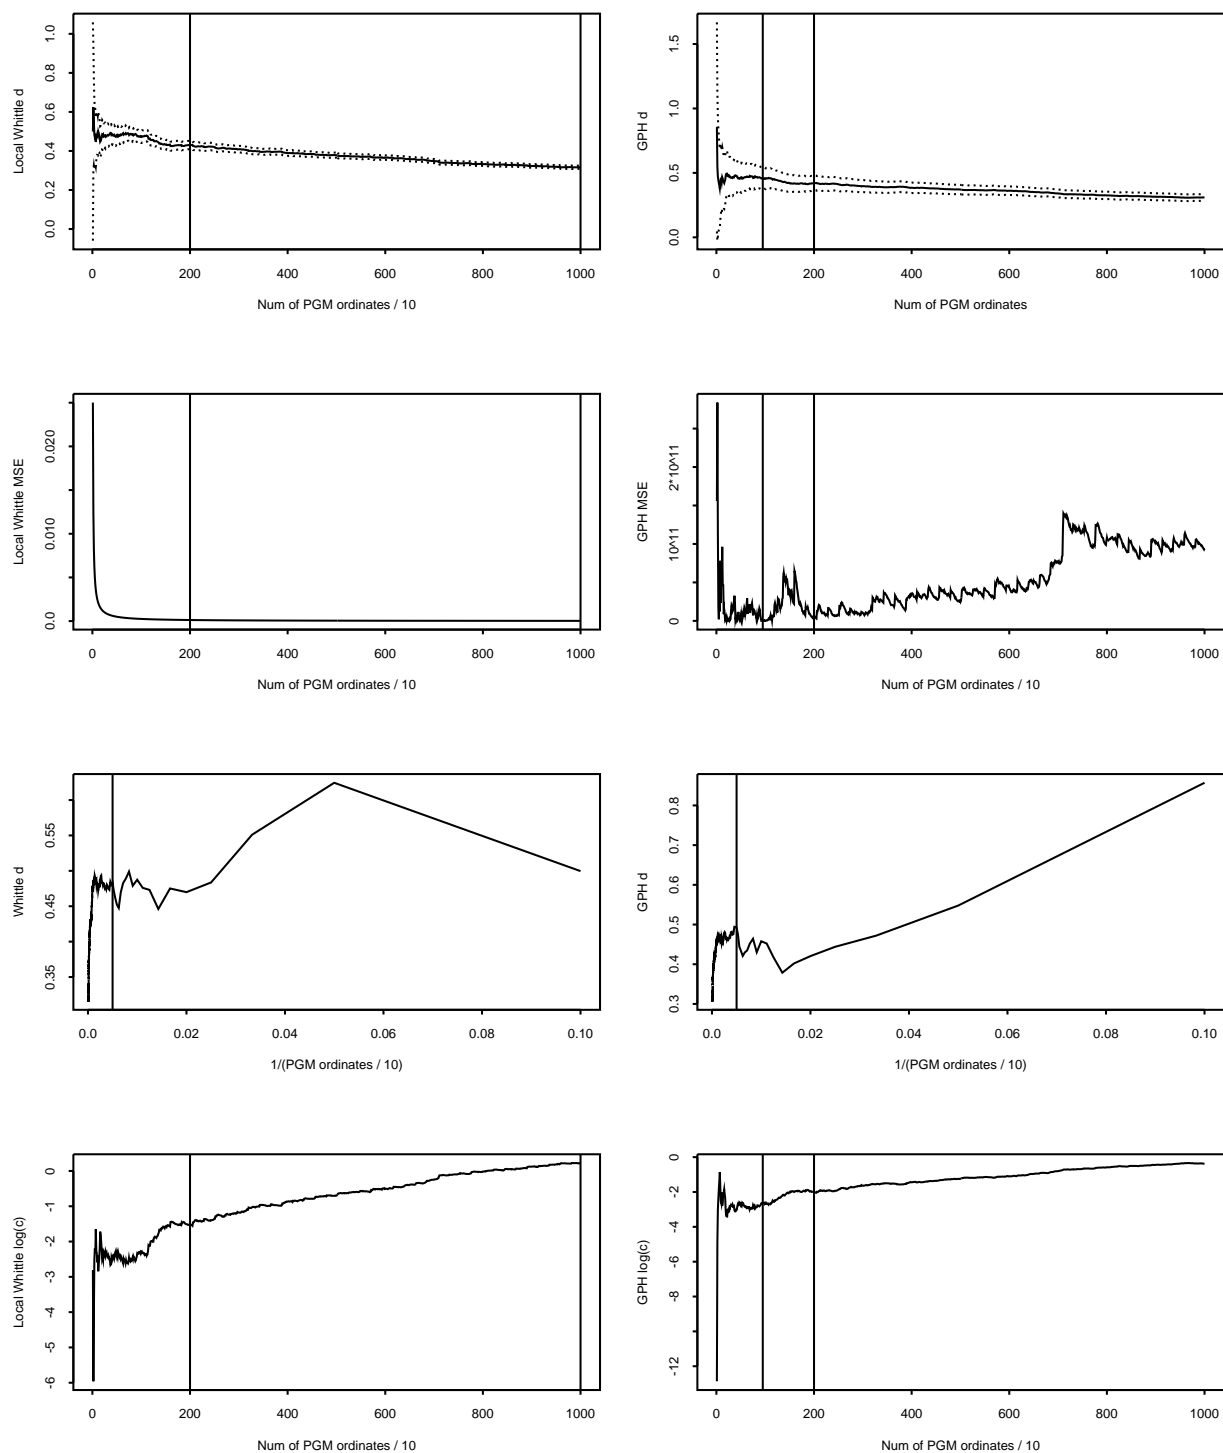 Local Whittle d
0.0 0.2 0.4 0.6 0.8 1.0
0 200 400 600 800 1000
Num of PGM ordinates / 10
GPH d
0.0 0.5 1.0 1.5
0 200 400 600 800 1000
Num of PGM ordinates
Local Whittle MSE
0.0 0.010 0.020
0 200 400 600 800 1000
Num of PGM ordinates / 10
GPH MSE
0 10^11 2*10^11
0 200 400 600 800 1000
Num of PGM ordinates / 10
Whittle d
0.35 0.45 0.55
0.0 0.02 0.04 0.06 0.08 0.10
1/(PGM ordinates / 10)
GPH d
0.3 0.4 0.5 0.6 0.7 0.8
0.0 0.02 0.04 0.06 0.08 0.10
1/(PGM ordinates / 10)
Local Whittle log(c)
-6 -5 -4 -3 -2 -1 0
0 200 400 600 800 1000
Num of PGM ordinates / 10
GPH log(c)
-12 -8 -6 -4 -2 0
0 200 400 600 800 1000
Num of PGM ordinates / 10